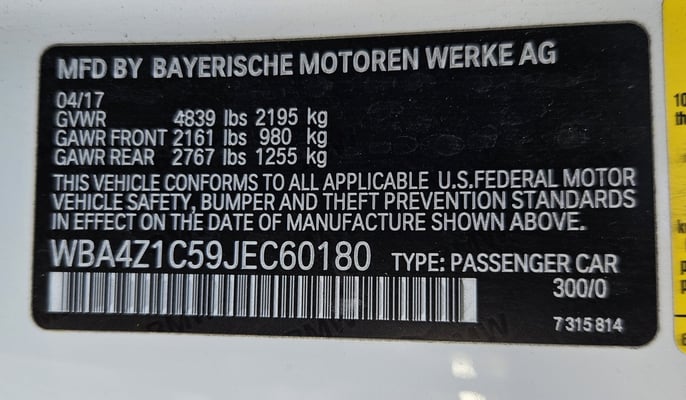 MFD BY BAYERISCHE MOTOREN WERKE AG
04/17
GVWR 4839 lbs 2195 kg
GAWR FRONT 2161 lbs 980 kg
GAWR REAR 2767 lbs 1255 kg
THIS VEHICLE CONFORMS TO ALL APPLICABLE U.S.FEDERAL MOTOR
VEHICLE SAFETY, BUMPER AND THEFT PREVENTION STANDARDS
IN EFFECT ON THE DATE OF MANUFACTURE SHOWN ABOVE.
WBA4Z1C59JEC60180 TYPE: PASSENGER CAR
300/0
7 315 814